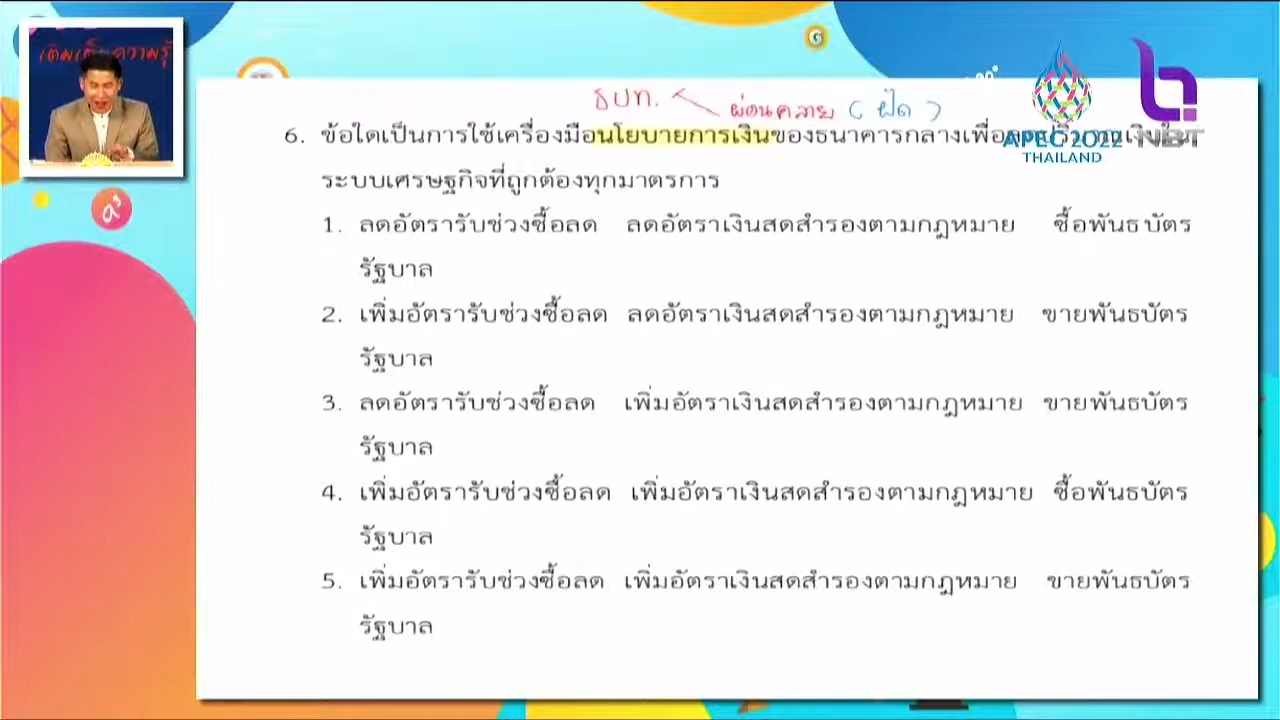 เติมเต็มความรู้
ธปท. ผ่อนคลาย (ฝืด)
6. ข้อใดเป็นการใช้เครื่องมือนโยบายการเงินของธนาคารกลางเพื่อ
ระบบเศรษฐกิจที่ถูกต้องทุกมาตรการ
1. ลดอัตรารับช่วงซื้อลด ลดอัตราเงินสดสำรองตามกฎหมาย ซื้อพันธบัตร
รัฐบาล
2. เพิ่มอัตรารับช่วงซื้อลด ลดอัตราเงินสดสำรองตามกฎหมาย ขายพันธบัตร
รัฐบาล
3. ลดอัตรารับช่วงซื้อลด เพิ่มอัตราเงินสดสำรองตามกฎหมาย ขายพันธบัตร
รัฐบาล
4. เพิ่มอัตรารับช่วงซื้อลด เพิ่มอัตราเงินสดสำรองตามกฎหมาย ซื้อพันธบัตร
รัฐบาล
5. เพิ่มอัตรารับช่วงซื้อลด เพิ่มอัตราเงินสดสำรองตามกฎหมาย ขายพันธบัตร
รัฐบาล
APEC 2022
THAILAND
NBT